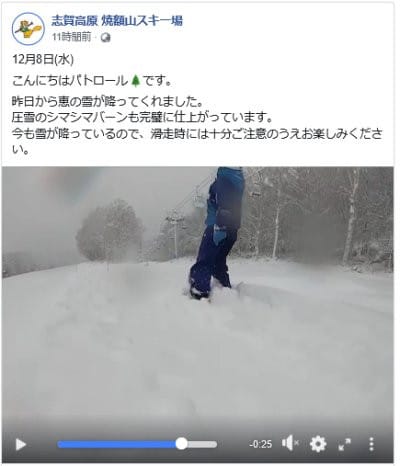 志賀高原 焼額山スキー場
11時間前
12月8日(水)
こんにちはパトロール🌲です。
昨日から恵の雪が降ってくれました。
圧雪のシマシマバーンも完璧に仕上がっています。
今も雪が降っているので、滑走時には十分ご注意のうえお楽しみくださ
い。
-0:25